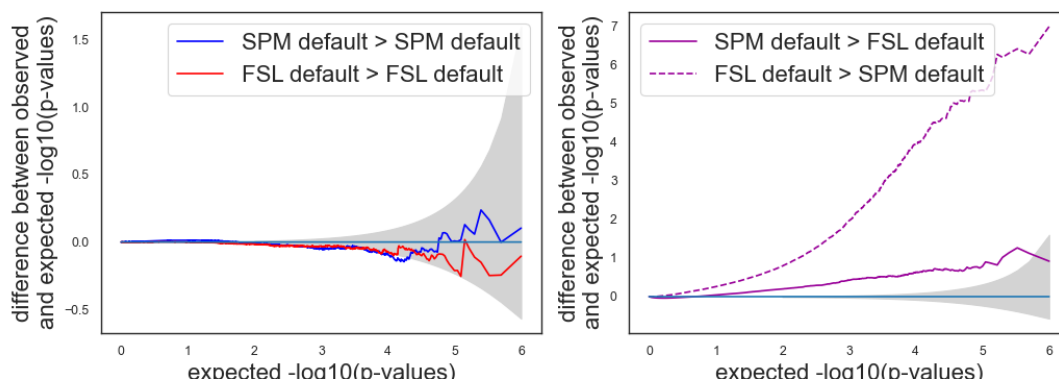 difference between observed
and expected -log10(p-values)
1.5
1.0
0.5
0.0
-0.5
SPM default > SPM default
FSL default > FSL default
0 1 2 3 4 5 6
expected -log10(p-values)
difference between observed
and expected -log10(p-values)
7
6
5
4
3
2
1
0
SPM default > FSL default
FSL default > SPM default
0 1 2 3 4 5 6
expected -log10(p-values)